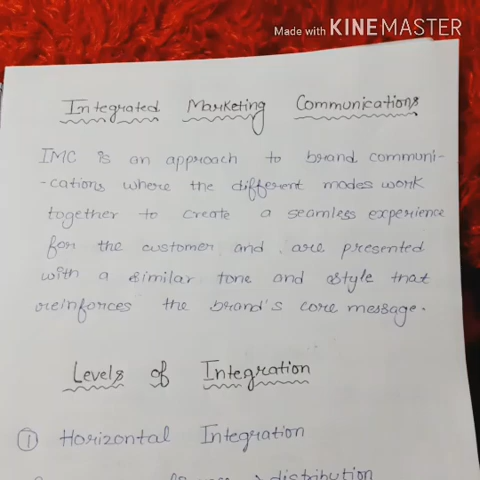 Made with KINEMASTER
Integrated Marketing Communications
IMC is an approach to brand communi-
-cations where the different modes work
together to create a seamless experience
for the customer and are presented
with a similar tone and style that
reinforces the brand's core message.
Levels of Integration
① Horizontal Integration
distribution